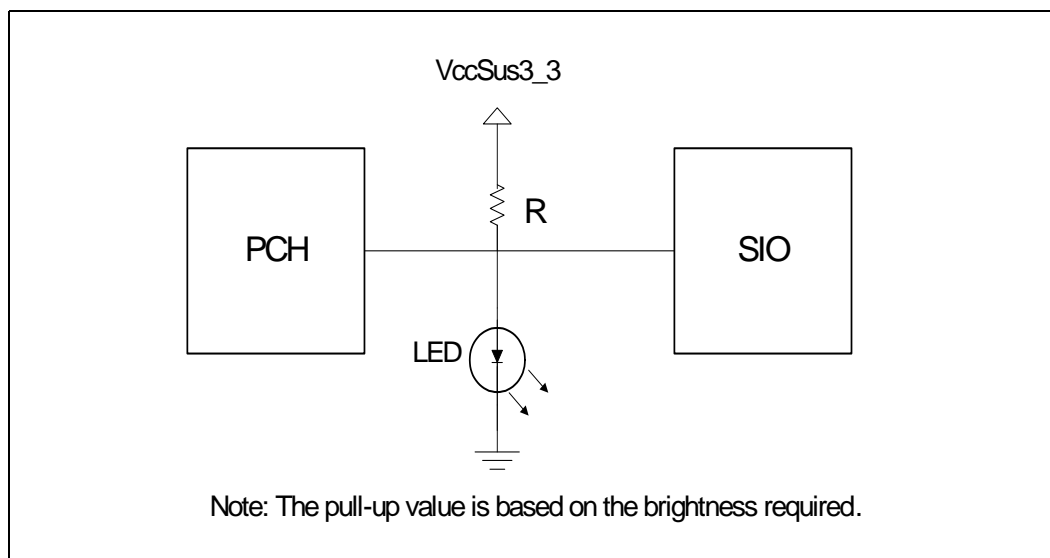 VccSus3_3
R
PCH
SIO
LED
Note: The pull-up value is based on the brightness required.